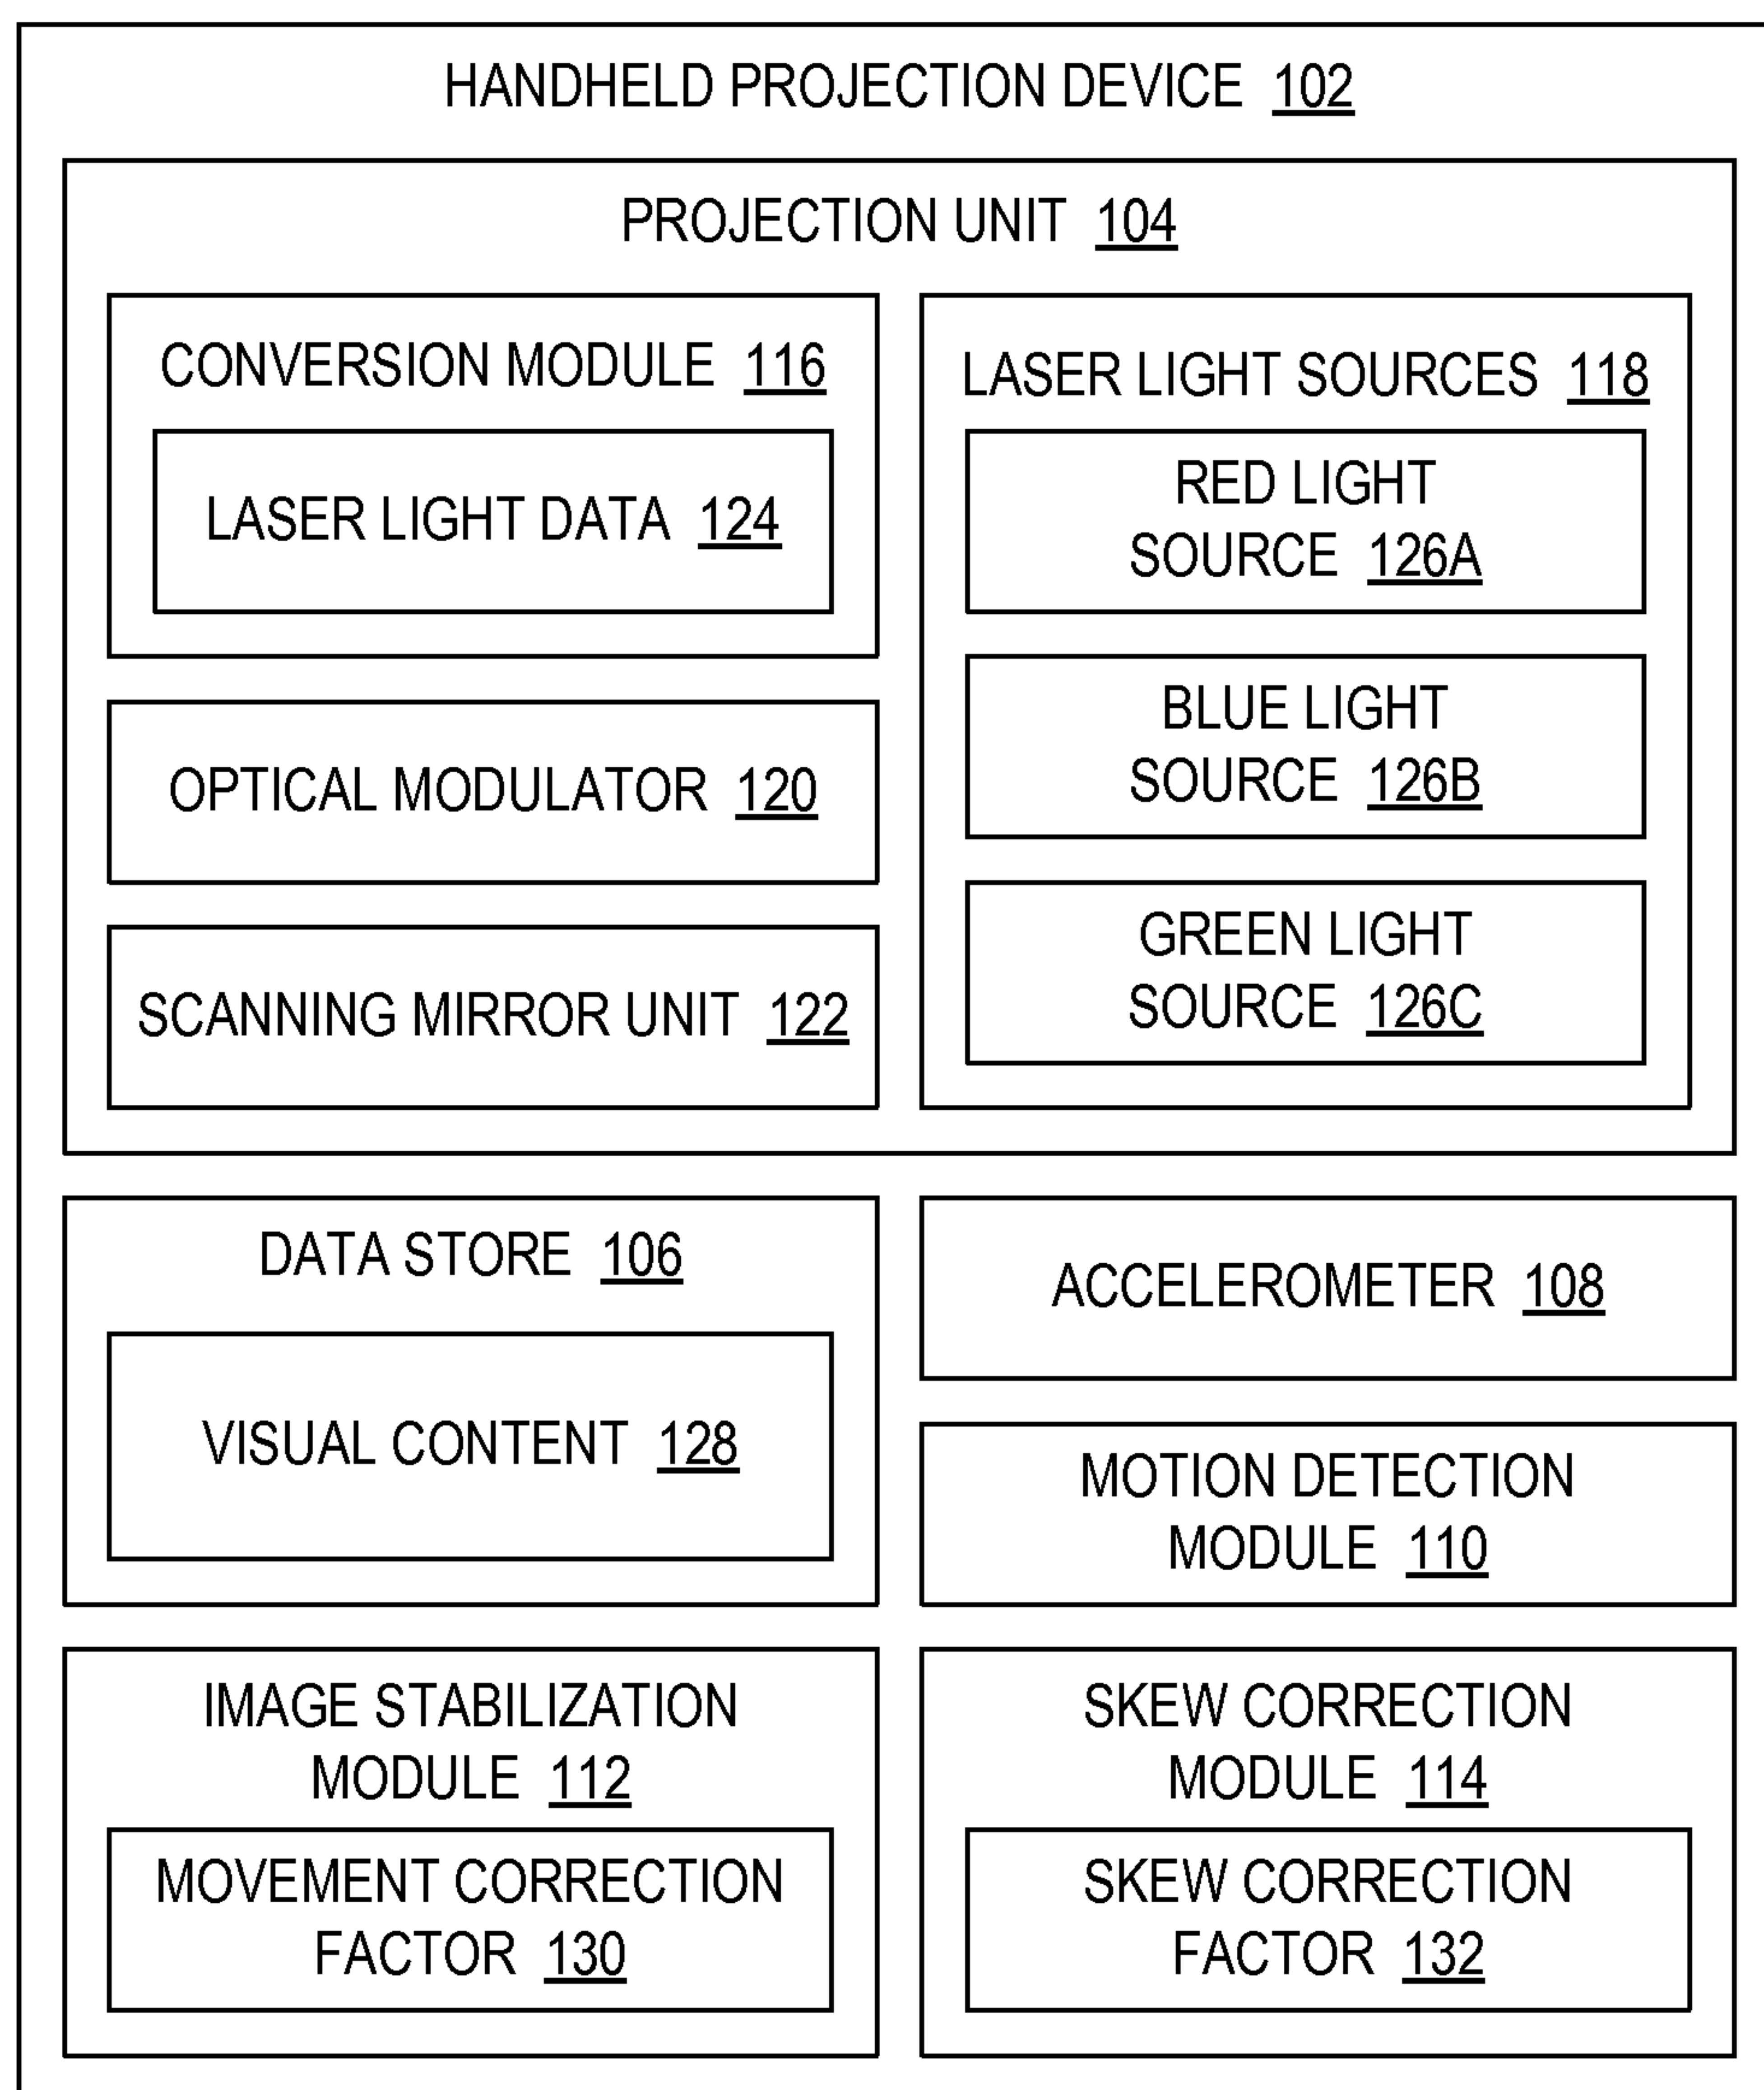 HANDHELD PROJECTION DEVICE 102
PROJECTION UNIT 104
CONVERSION MODULE 116
LASER LIGHT DATA 124
OPTICAL MODULATOR 120
SCANNING MIRROR UNIT 122
LASER LIGHT SOURCES 118
RED LIGHT
SOURCE 126A
BLUE LIGHT
SOURCE 126B
GREEN LIGHT
SOURCE 126C
DATA STORE 106
VISUAL CONTENT 128
ACCELEROMETER 108
MOTION DETECTION
MODULE 110
IMAGE STABILIZATION
MODULE 112
MOVEMENT CORRECTION
FACTOR 130
SKEW CORRECTION
MODULE 114
SKEW CORRECTION
FACTOR 132